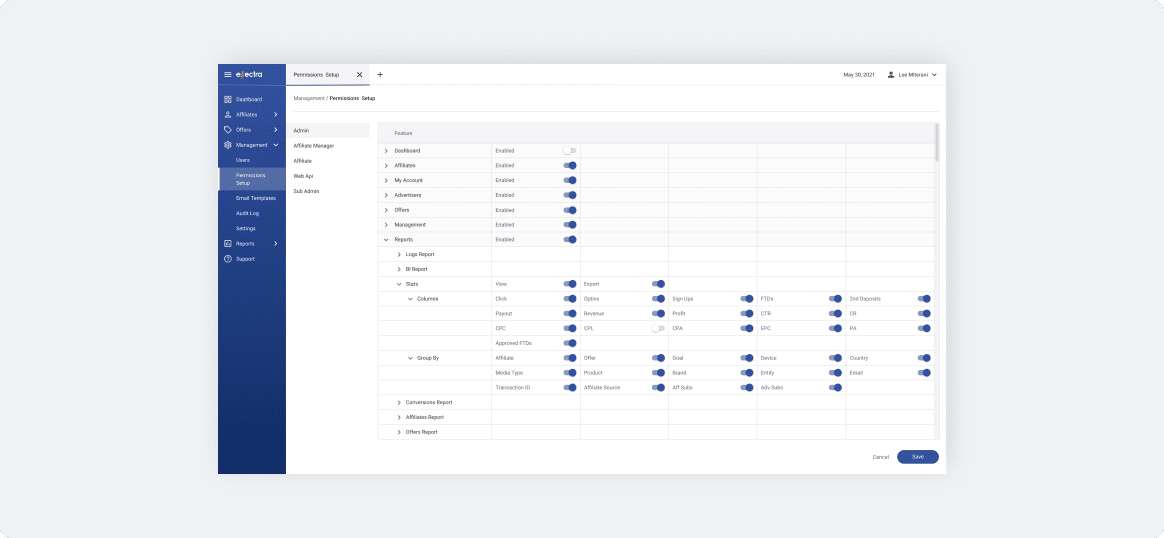 Permissions Setup
May 30, 2021
Lee Miterani
Management / Permissions Setup
Dashboard
Affiliates
Offers
Management
Users
Permissions
Setup
Email Templates
Audit Log
Settings
Reports
Support
Admin
Affiliate Manager
Affiliate
Web Api
Sub Admin
Feature
Dashboard Enabled
Affiliates Enabled
My Account Enabled
Advertisers Enabled
Offers Enabled
Management Enabled
Reports Enabled
Logs Report
BI Report
Stats View Export
Columns Click Optins Sign Ups FTDs 2nd Deposits
Payout Revenue Profit CTR CR
CPC CPL CPA EPC PA
Approved FTDs
Group By Affiliate Offer Goal Device Country
Media Type Product Brand Entity Email
Transaction ID Affiliate Source Aff Subs Adv Subs
Conversions Report
Affiliates Report
Offers Report
Cancel Save